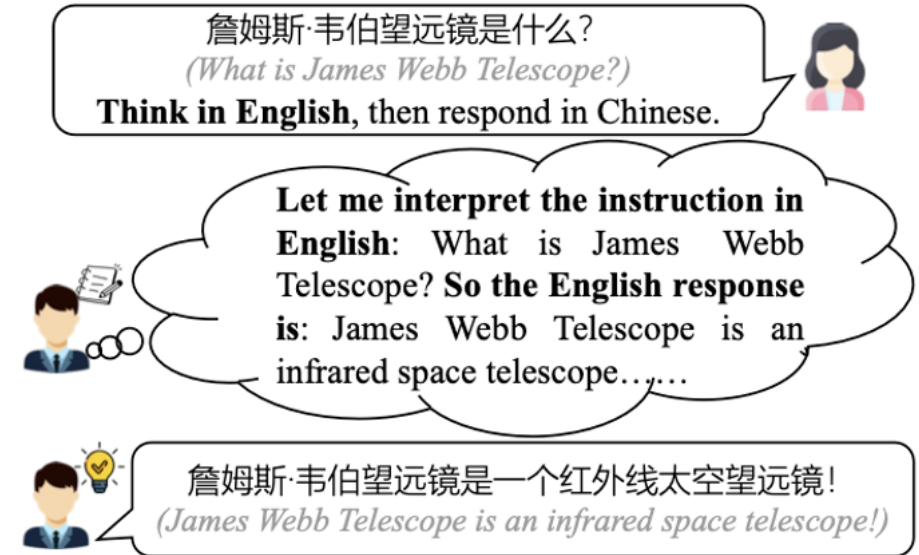 詹姆斯·韦伯望远镜是什么?
(What is James Webb Telescope?)
Think in English, then respond in Chinese.
Let me interpret the instruction in
English: What is James Webb
Telescope? So the English response
is: James Webb Telescope is an
infrared space telescope……
詹姆斯·韦伯望远镜是一个红外线太空望远镜!
(James Webb Telescope is an infrared space telescope!)